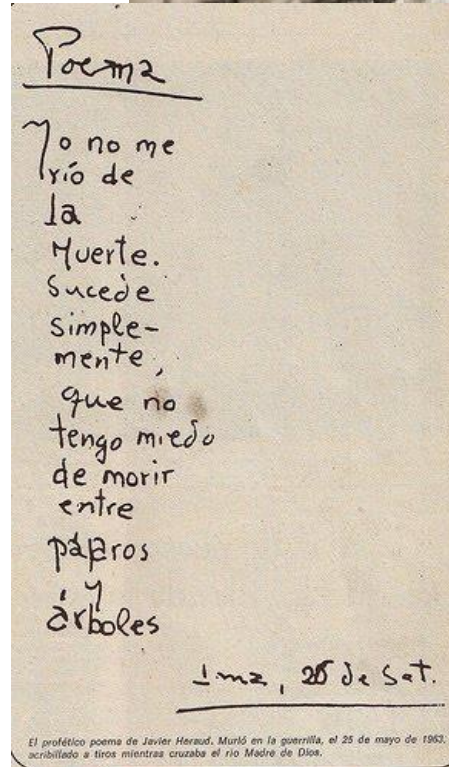 Poema
Yo no me
río de
la
Muerte.
Sucede
simple-
mente,
que no
tengo miedo
de morir
entre
pájaros
y
árboles
de Set.
El profético poema de Javier Heraud. Murió en la guerrilla, el 25 de mayo de 1963,
acribillado a tiros mientras cruzaba el río Madre de Dios.